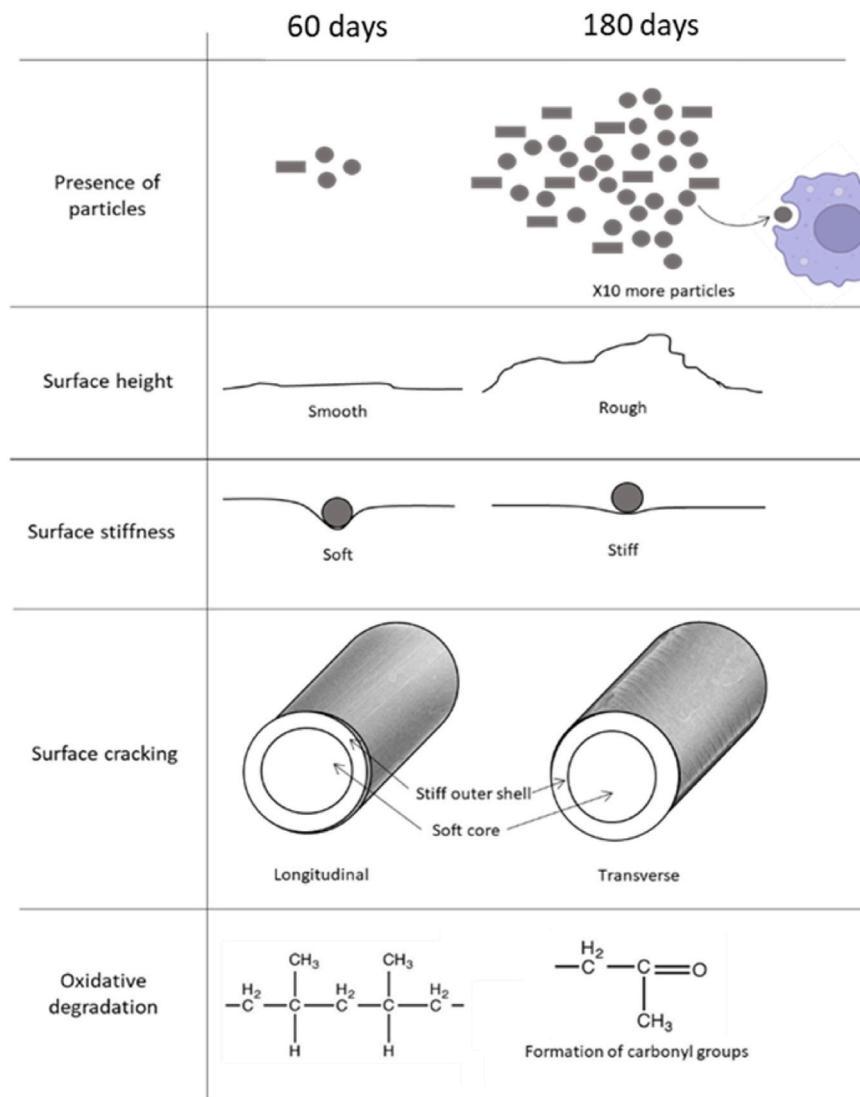 60 days
180 days
Presence of
particles
X10 more particles
Surface height
Smooth
Rough
Surface stiffness
Soft
Stiff
Surface cracking
Stiff outer shell
Soft core
Longitudinal
Transverse
Oxidative
degradation
CH3 CH3
H2 H2 H2
C C C C C
H H
H2
C C O
CH3
Formation of carbonyl groups